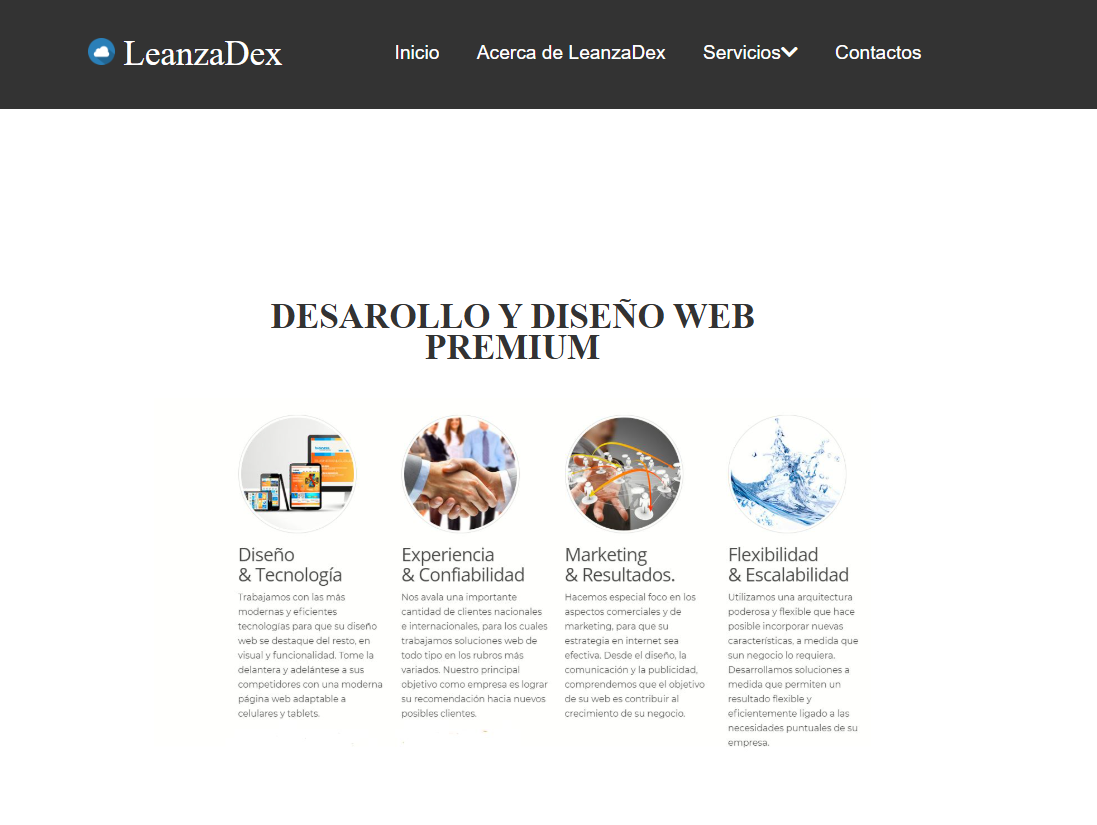 LeanzaDex
Inicio
Acerca de LeanzaDex
Servicios
Contactos
DESAROLLO Y DISEÑO WEB
PREMIUM
Diseño
& Tecnología
Trabajamos con las más
modernas y eficientes
tecnologías para que su diseño
web se destaque del resto, en
visual y funcionalidad. Tome la
delantera y adelántese a sus
competidores con una moderna
página web adaptable a
celulares y tablets.
Experiencia
& Confiabilidad
Nos avala una importante
cantidad de clientes nacionales
e internacionales, para los cuales
trabajamos soluciones web de
todo tipo en los rubros más
variados. Nuestro principal
objetivo como empresa es lograr
su recomendación hacia nuevos
posibles clientes.
Marketing
& Resultados.
Hacemos especial foco en los
aspectos comerciales y de
marketing, para que su
estrategia en internet sea
efectiva. Desde el diseño, la
comunicación y la publicidad,
comprendemos que el objetivo
de su web es contribuir al
crecimiento de su negocio.
Flexibilidad
& Escalabilidad
Utilizamos una arquitectura
poderosa y flexible que hace
posible incorporar nuevas
características, a medida que
sun negocio lo requiera.
Desarrollamos soluciones a
medida que permiten un
resultado flexible y
eficientemente ligado a las
necesidades puntuales de su
empresa.